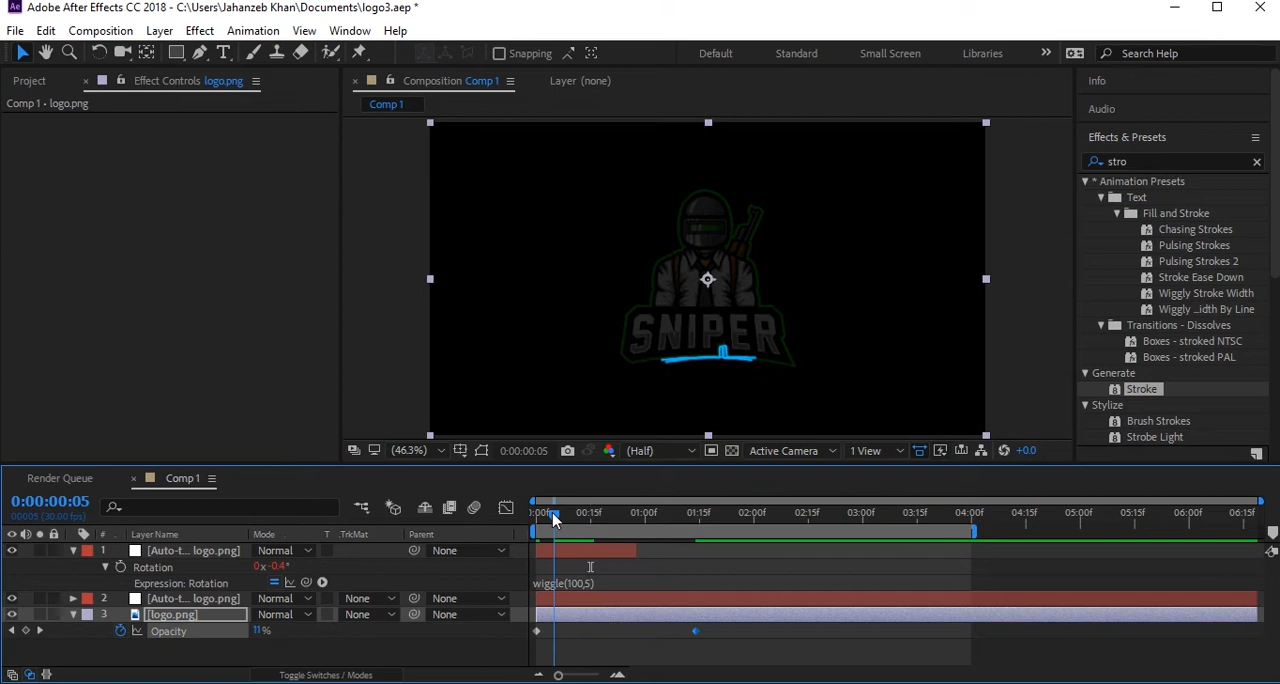 Adobe After Effects CC 2018 - C:\Users\Jahanzeb Khan\Documents\logo3.aep *
File Edit Composition Layer Effect Animation View Window Help
Snapping Default Standard Small Screen Libraries Search Help
Project Effect Controls logo.png Composition Comp 1 Layer (none) Info
Comp 1 • logo.png Comp 1
Audio
Effects & Presets
stro
* Animation Presets
Text
Fill and Stroke
Chasing Strokes
Pulsing Strokes
Pulsing Strokes 2
Stroke Ease Down
Wiggly Stroke Width
Wiggly ...idth By Line
Transitions - Dissolves
Boxes - stroked NTSC
Boxes - stroked PAL
Generate
Stroke
Stylize
Brush Strokes
Strobe Light
SNIPER
(46.3%) 0:00:00:05 (Half) Active Camera 1 View +0.0
Render Queue Comp 1
0:00:00:05
00005 (30.00 fps)
00:15f 01:00f 01:15f 02:00f 02:15f 03:00f 03:15f 04:00f 04:15f 05:00f 05:15f 06:00f 06:15f
# Layer Name Mode T .TrkMat Parent
1 [Auto-t... logo.png] Normal None
Rotation 0x-0.4°
Expression: Rotation wiggle(100,5)
2 [Auto-t... logo.png] Normal None None
3 [logo.png] Normal None None
Opacity 11%
Toggle Switches / Modes